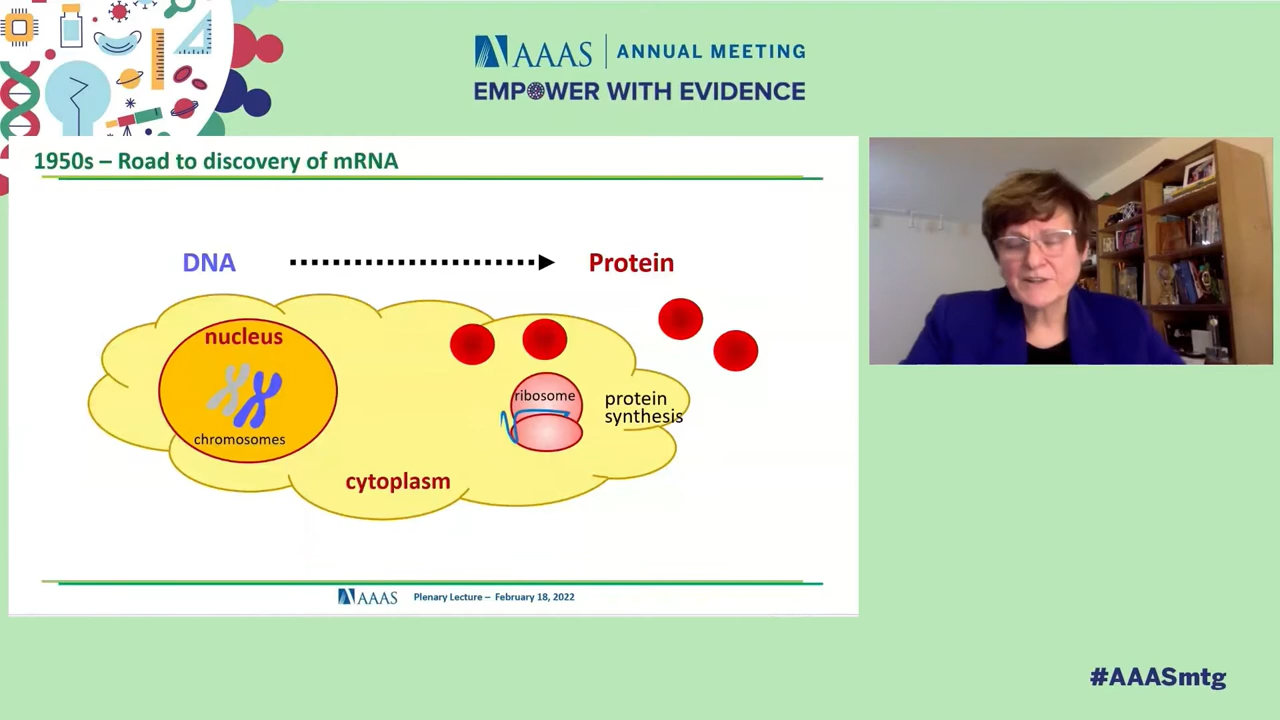 AAAS ANNUAL MEETING
EMPOWER WITH EVIDENCE
1950s – Road to discovery of mRNA
DNA
Protein
nucleus
chromosomes
ribosome
protein
synthesis
cytoplasm
AAAS Plenary Lecture – February 18, 2022
#AAASmtg